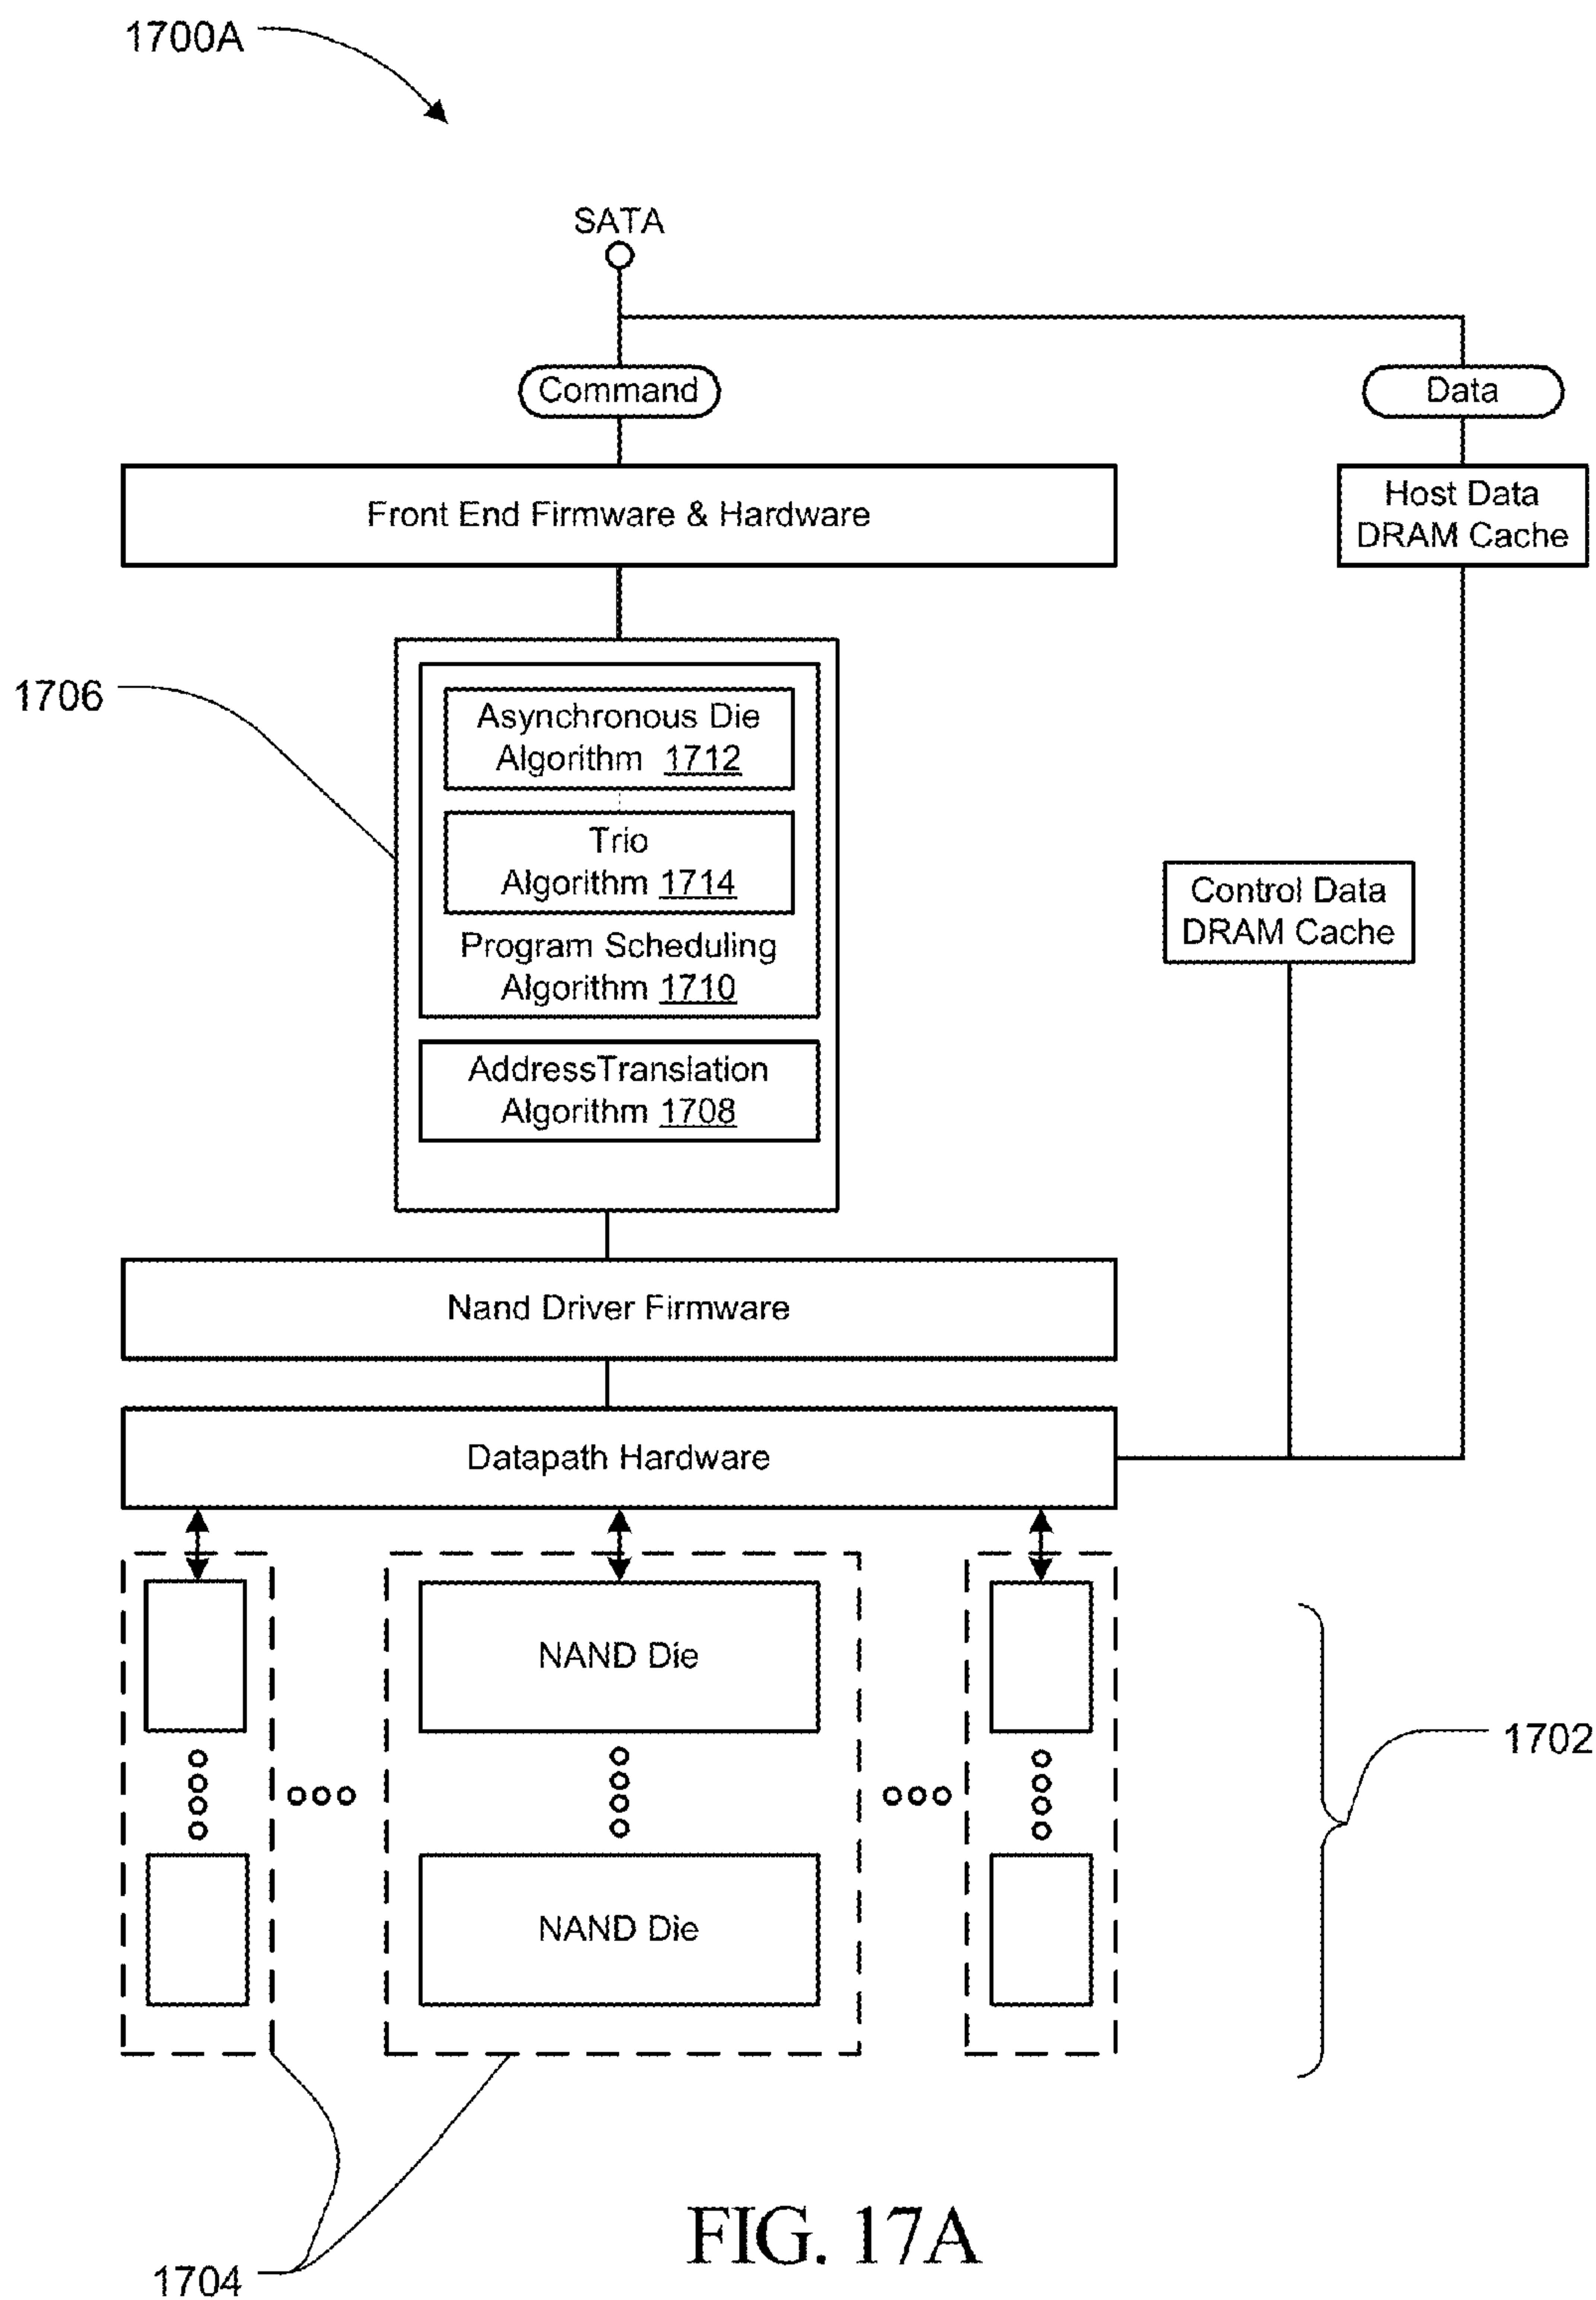 1700A
SATA
Command
Data
Front End Firmware & Hardware
Host Data
DRAM Cache
1706
Asynchronous Die
Algorithm 1712
Trio
Algorithm 1714
Program Scheduling
Algorithm 1710
Control Data
DRAM Cache
AddressTranslation
Algorithm 1708
Nand Driver Firmware
Datapath Hardware
NAND Die
1702
NAND Die
1704
FIG. 17A